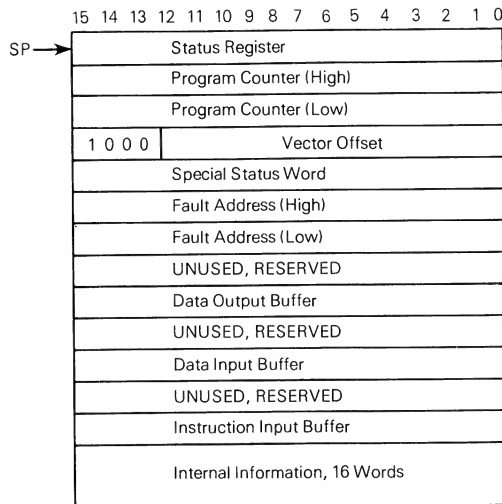 15 14 13 12 11 10 9 8 7 6 5 4 3 2 1 0
SP Status Register
Program Counter (High)
Program Counter (Low)
1 0 0 0 Vector Offset
Special Status Word
Fault Address (High)
Fault Address (Low)
UNUSED, RESERVED
Data Output Buffer
UNUSED, RESERVED
Data Input Buffer
UNUSED, RESERVED
Instruction Input Buffer
Internal Information, 16 Words